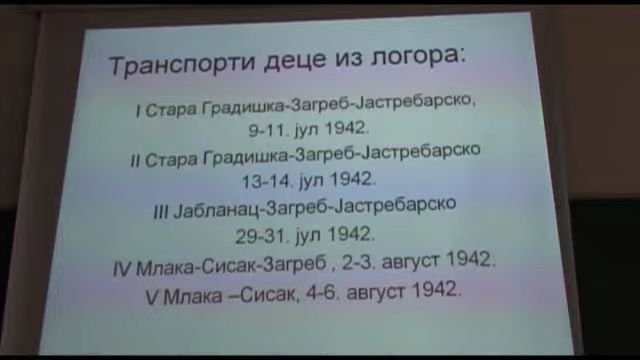 Транспорти деце из логора:
I Стара Градишка-Загреб-Јастребарско,
9-11. јул 1942.
II Стара Градишка-Загреб-Јастребарско
13-14. јул 1942.
III Јабланац-Загреб-Јастребарско
29-31. јул 1942.
IV Млака-Сисак-Загреб , 2-3. август 1942.
V Млака –Сисак, 4-6. август 1942.